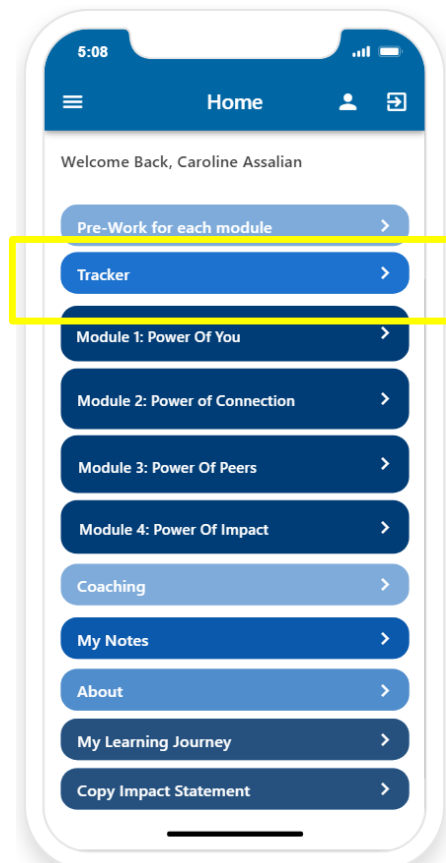 5:08
Home
Welcome Back, Caroline Assalian
Pre-Work for each module
Tracker
Module 1: Power Of You
Module 2: Power of Connection
Module 3: Power Of Peers
Module 4: Power Of Impact
Coaching
My Notes
About
My Learning Journey
Copy Impact Statement